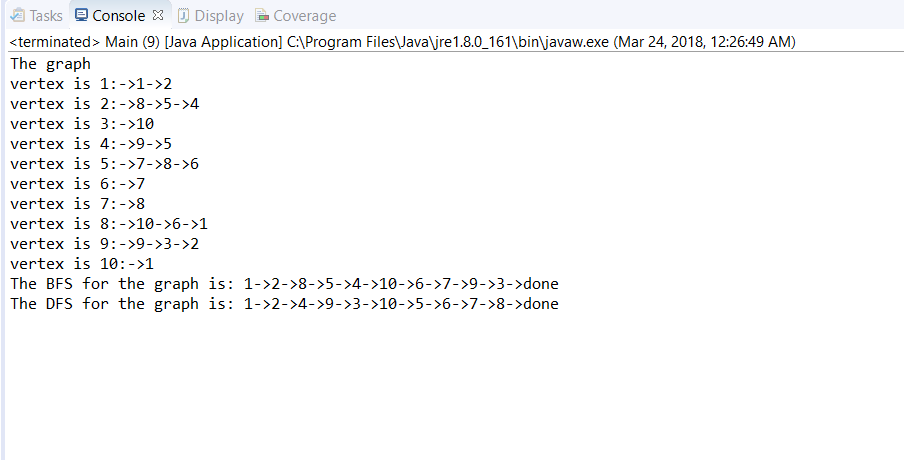 Tasks Console Display Coverage
<terminated> Main (9) [Java Application] C:\Program Files\Java\jre1.8.0_161\bin\javaw.exe (Mar 24, 2018, 12:26:49 AM)
The graph
vertex is 1:->1->2
vertex is 2:->8->5->4
vertex is 3:->10
vertex is 4:->9->5
vertex is 5:->7->8->6
vertex is 6:->7
vertex is 7:->8
vertex is 8:->10->6->1
vertex is 9:->9->3->2
vertex is 10:->1
The BFS for the graph is: 1->2->8->5->4->10->6->7->9->3->done
The DFS for the graph is: 1->2->4->9->3->10->5->6->7->8->done